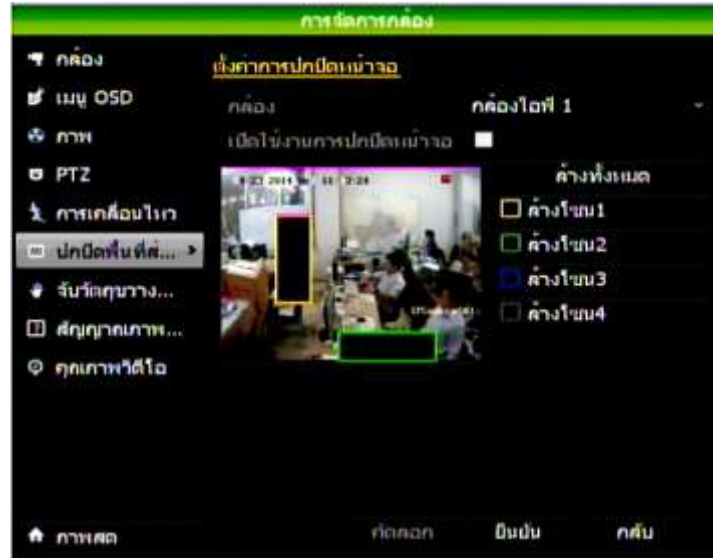 การจัดการกล้อง
กล้อง
เมนู OSD
ภาพ
PTZ
การเคลื่อนไหว
ปกปิดพื้นที่ส่...
จับวัตถุขวาง...
สัญญาณภาพ...
คุณภาพวิดีโอ
ภาพสด
ตั้งค่าการปกปิดหน้าจอ
กล้อง
กล้องไอพี 1
เปิดใช้งานการปกปิดหน้าจอ
ล้างทั้งหมด
ล้างโซน1
ล้างโซน2
ล้างโซน3
ล้างโซน4
คัดลอก
ยืนยัน
กลับ